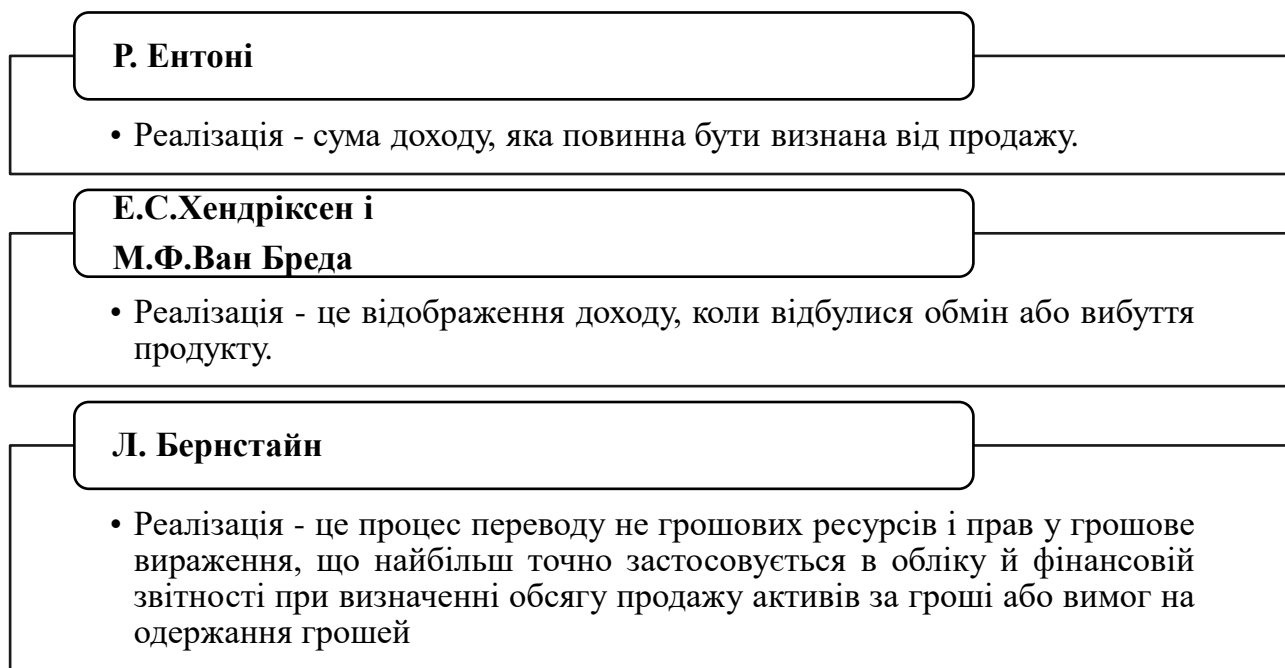 Р. Ентоні
• Реалізація - сума доходу, яка повинна бути визнана від продажу.
Е.С.Хендріксен і
М.Ф.Ван Бреда
• Реалізація - це відображення доходу, коли відбулися обмін або вибуття
продукту.
Л. Бернстайн
• Реалізація - це процес переводу не грошових ресурсів і прав у грошове
вираження, що найбільш точно застосовується в обліку й фінансовій
звітності при визначенні обсягу продажу активів за гроші або вимог на
одержання грошей